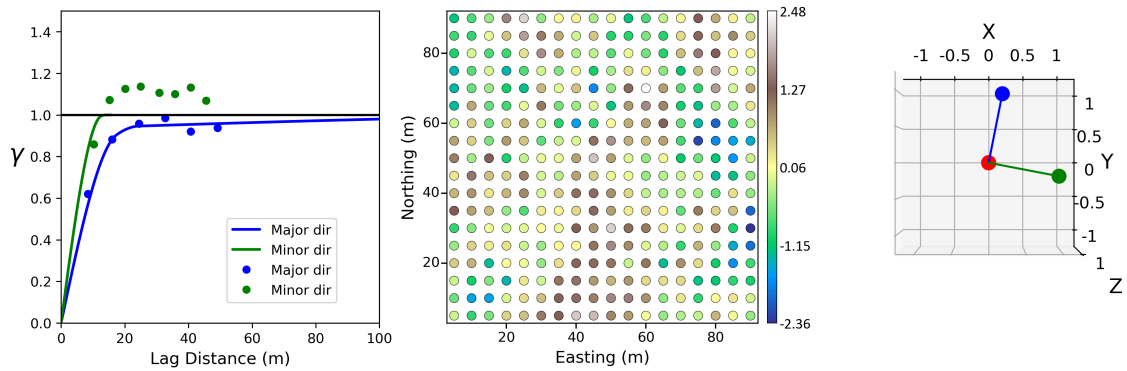 1.4
1.2
1.0
0.8
0.6
0.4
0.2
0.0
γ
0 20 40 60 80 100
Lag Distance (m)
Major dir
Minor dir
Major dir
Minor dir
80
60
40
20
Northing (m)
20 40 60 80
Easting (m)
2.48
1.27
0.06
-1.15
-2.36
X
-1 -0.5 0 0.5 1
1
0.5
0
-0.5
-1
Y
1
Z